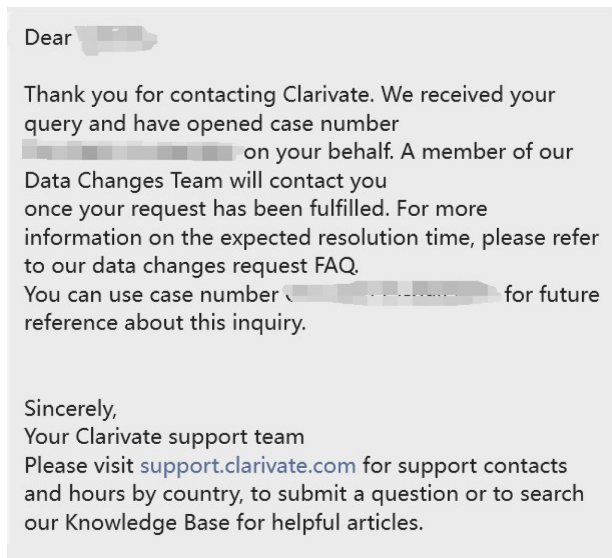 Dear
Thank you for contacting Clarivate. We received your
query and have opened case number
on your behalf. A member of our
Data Changes Team will contact you
once your request has been fulfilled. For more
information on the expected resolution time, please refer
to our data changes request FAQ.
You can use case number for future
reference about this inquiry.
Sincerely,
Your Clarivate support team
Please visit support.clarivate.com for support contacts
and hours by country, to submit a question or to search
our Knowledge Base for helpful articles.